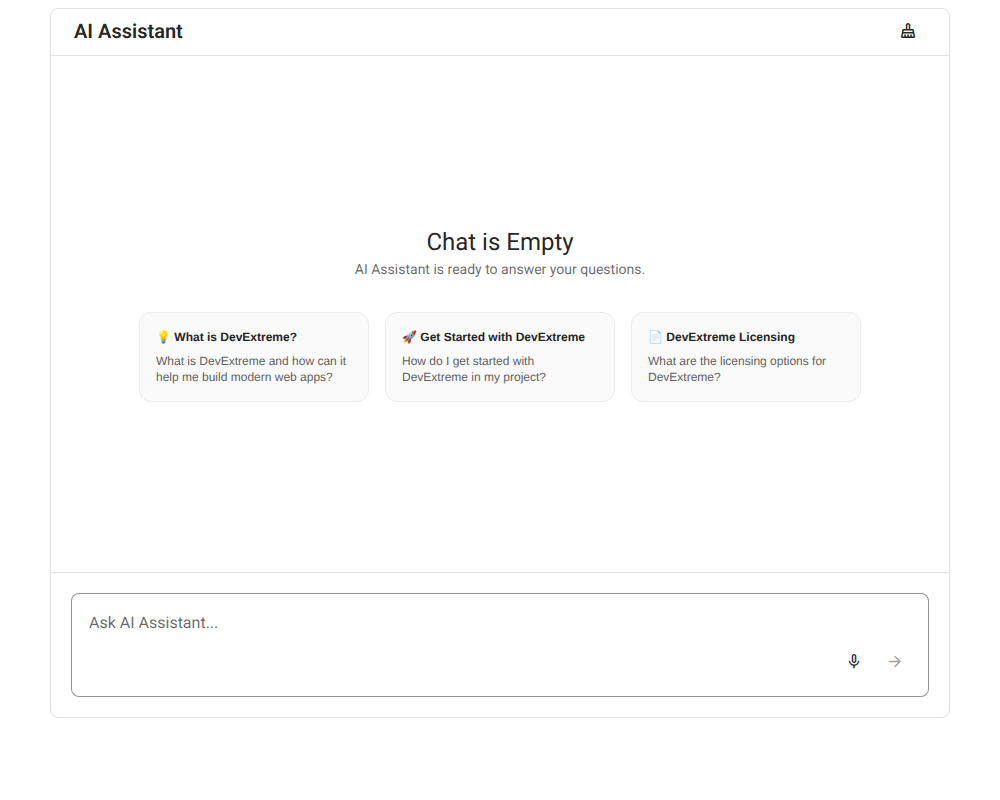 AI Assistant
Chat is Empty
AI Assistant is ready to answer your questions.
💡 What is DevExtreme?
What is DevExtreme and how can it
help me build modern web apps?
🚀 Get Started with DevExtreme
How do I get started with
DevExtreme in my project?
📄 DevExtreme Licensing
What are the licensing options for
DevExtreme?
Ask AI Assistant...